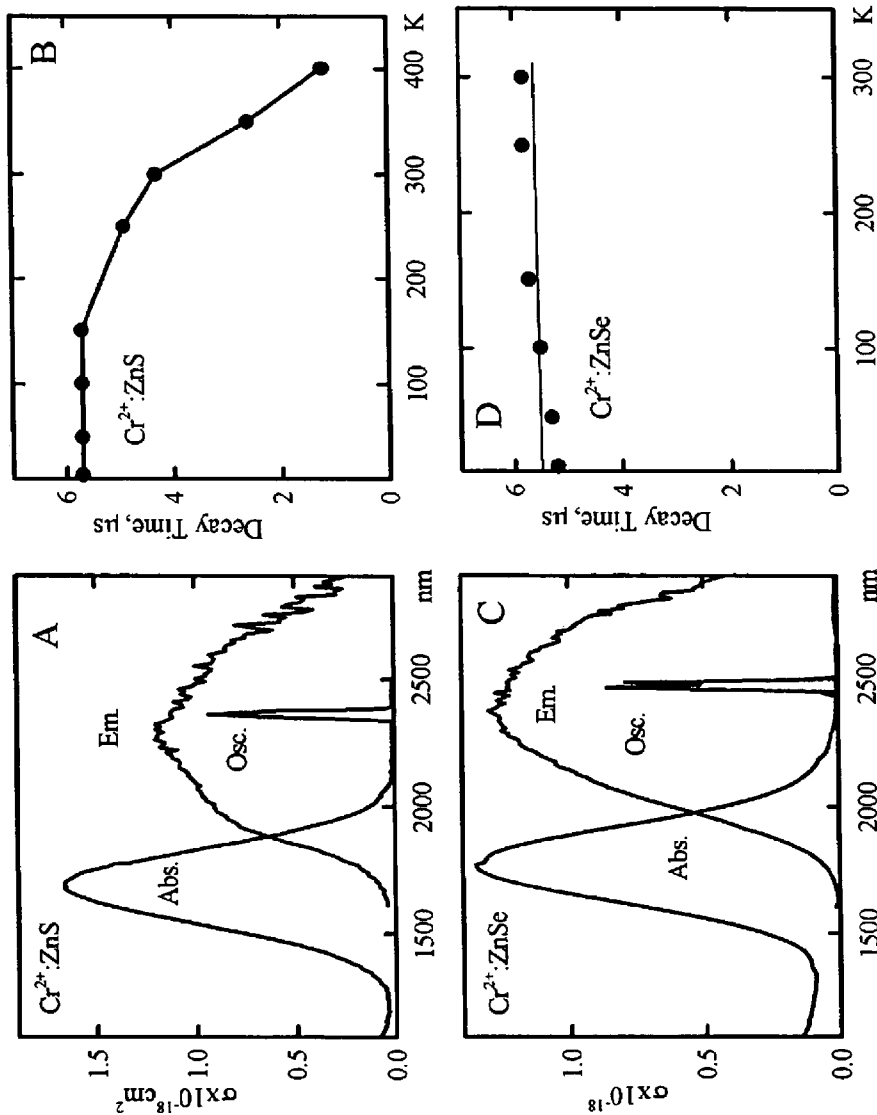 A
Cr²⁺:ZnS
Abs.
Em.
Osc.
σx10⁻¹⁸cm²
1.5
1.0
0.5
0.0
1500
2000
2500
nm
B
Cr²⁺:ZnS
Decay Time, μs
6
4
2
0
100
200
300
400
K
C
Cr²⁺:ZnSe
Abs.
Em.
Osc.
σx10⁻¹⁸
1.0
0.5
0.0
1500
2000
2500
nm
D
Cr²⁺:ZnSe
Decay Time, μs
6
4
2
0
100
200
300
K